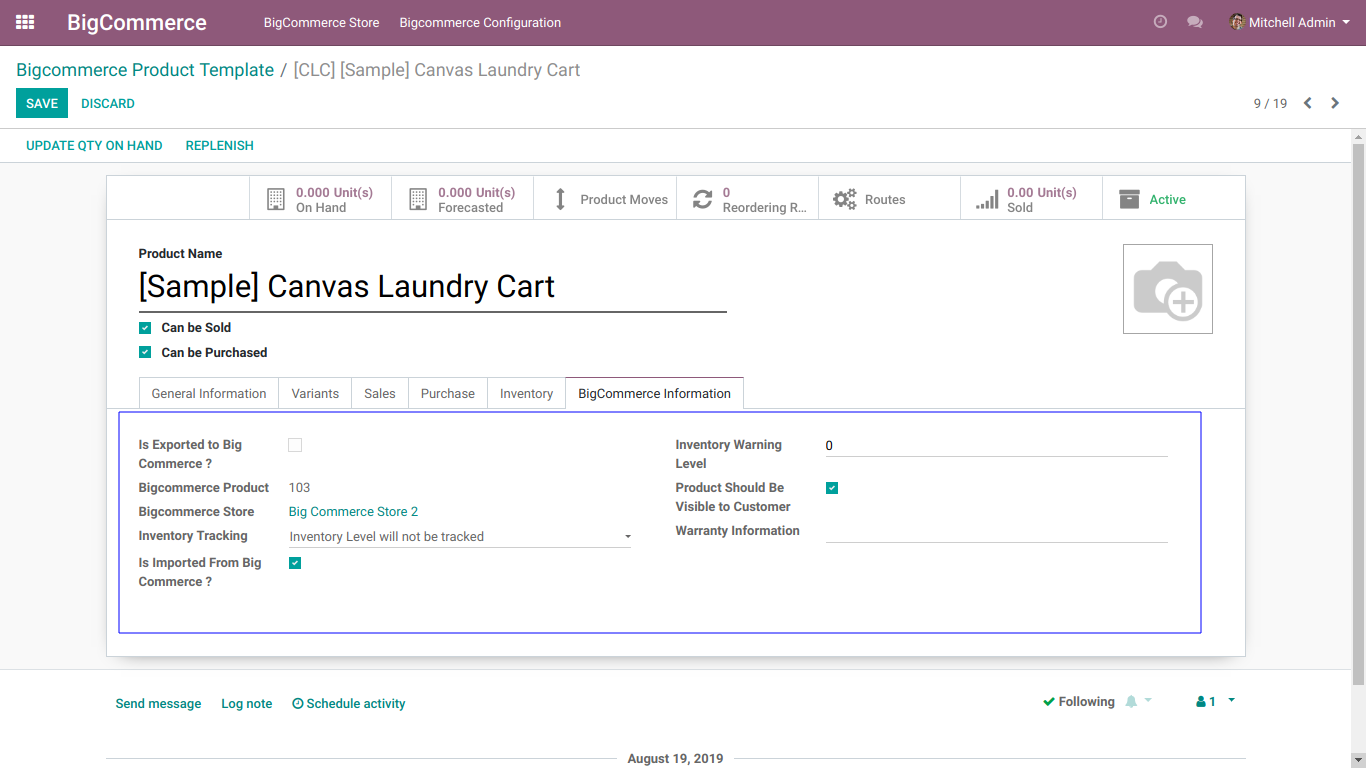 BigCommerce
BigCommerce Store
Bigcommerce Configuration
Mitchell Admin
Bigcommerce Product Template / [CLC] [Sample] Canvas Laundry Cart
SAVE
DISCARD
9 / 19
UPDATE QTY ON HAND
REPLENISH
0.000 Unit(s)
On Hand
0.000 Unit(s)
Forecasted
Product Moves
0
Reordering R...
Routes
0.00 Unit(s)
Sold
Active
Product Name
[Sample] Canvas Laundry Cart
Can be Sold
Can be Purchased
General Information
Variants
Sales
Purchase
Inventory
BigCommerce Information
Is Exported to Big
Commerce ?
Bigcommerce Product
103
Bigcommerce Store
Big Commerce Store 2
Inventory Tracking
Inventory Level will not be tracked
Is Imported From Big
Commerce ?
Inventory Warning
Level
0
Product Should Be
Visible to Customer
Warranty Information
Send message
Log note
Schedule activity
Following
1
August 19, 2019